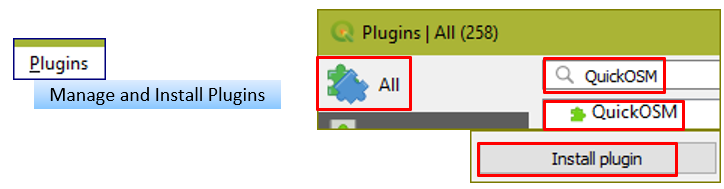 Plugins
Manage and Install Plugins
Plugins | All (258)
All
QuickOSM
QuickOSM
Install plugin